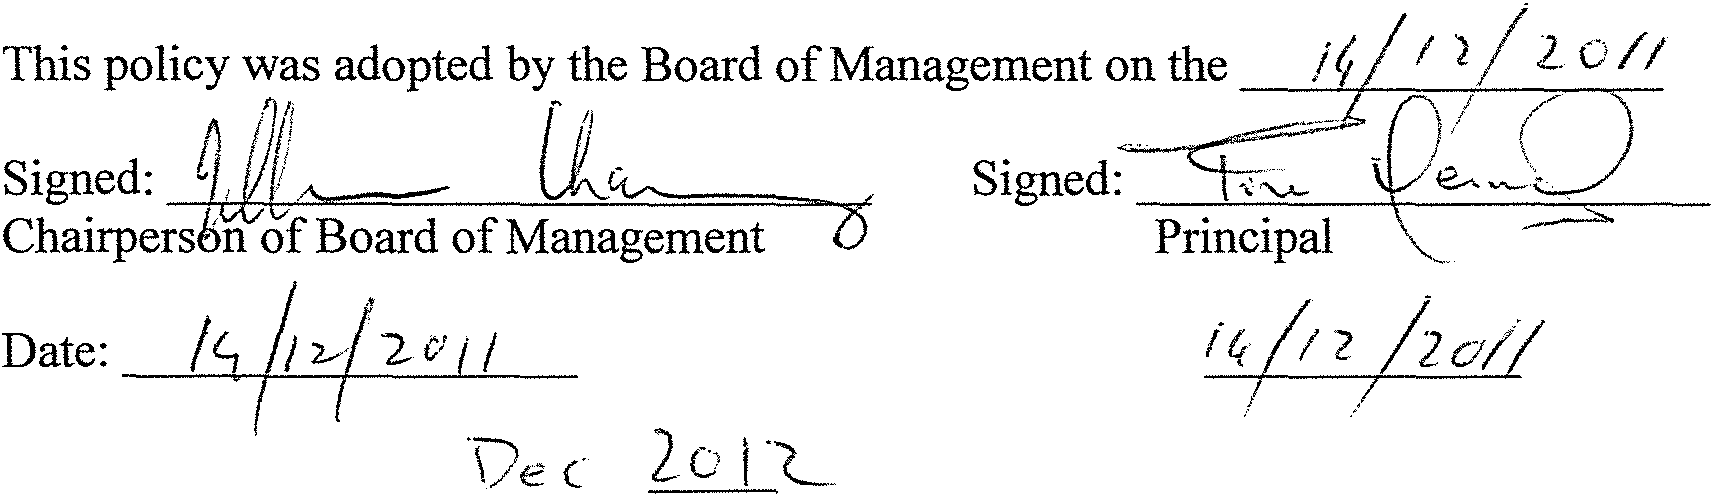 This policy was adopted by the Board of Management on the 14/12/2011
Signed: Signed:
Chairperson of Board of Management Principal
Date: 14/12/2011 14/12/2011
Dec 2012